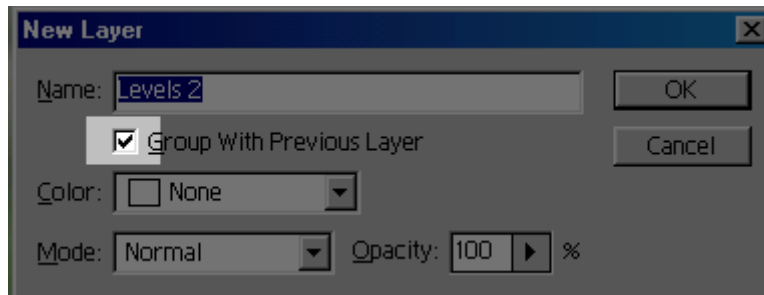 New Layer
Name: Levels 2
OK
Group With Previous Layer
Cancel
Color: None
Mode: Normal Opacity: 100 %